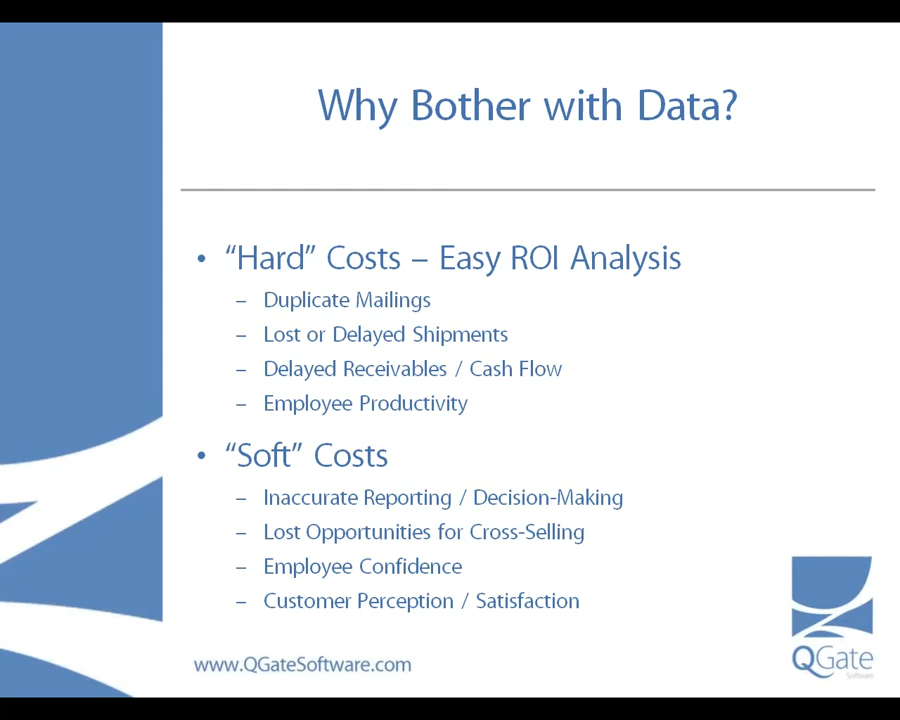 Why Bother with Data?
• “Hard” Costs – Easy ROI Analysis
– Duplicate Mailings
– Lost or Delayed Shipments
– Delayed Receivables / Cash Flow
– Employee Productivity
• “Soft” Costs
– Inaccurate Reporting / Decision-Making
– Lost Opportunities for Cross-Selling
– Employee Confidence
– Customer Perception / Satisfaction
www.QGateSoftware.com
QGate
Software